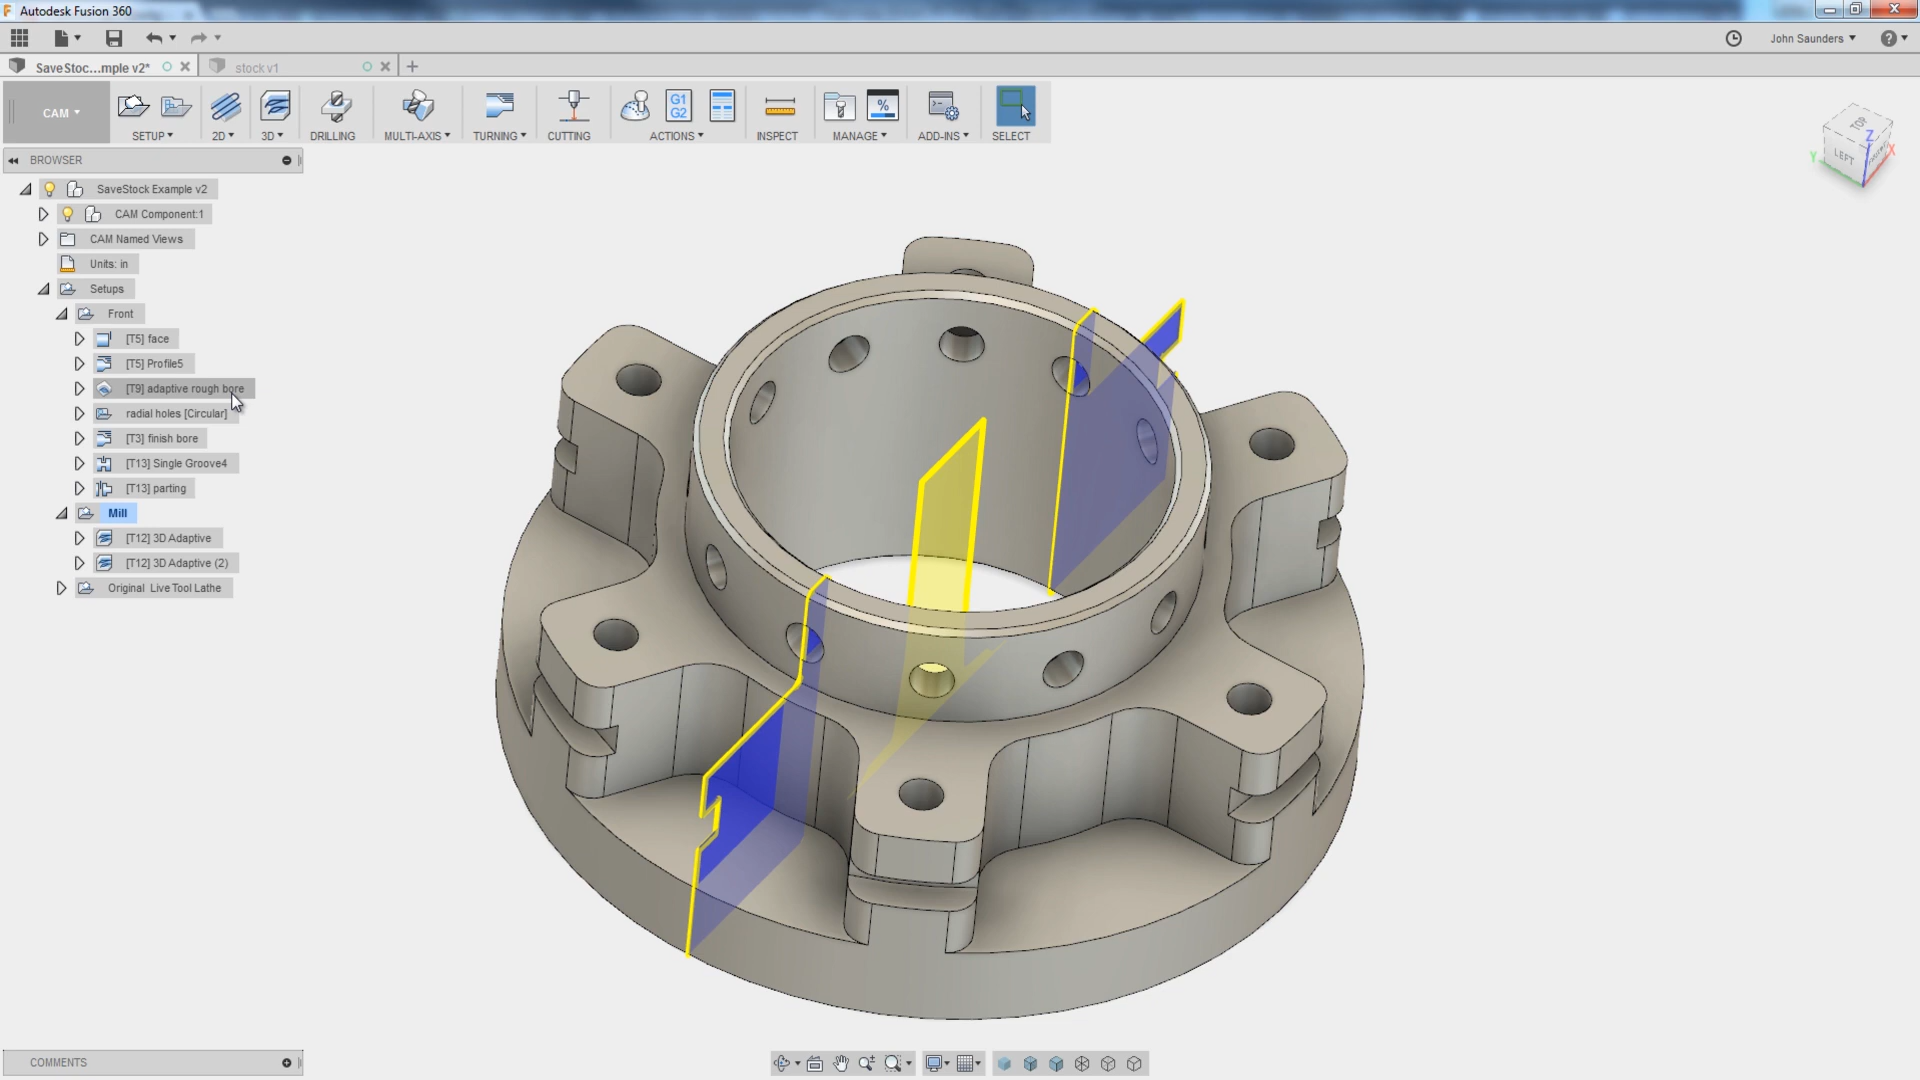 Autodesk Fusion 360
John Saunders
SaveStoc...mple v2*
stock v1
CAM
G1
G2
%
SETUP
2D
3D
DRILLING
MULTI-AXIS
TURNING
CUTTING
ACTIONS
INSPECT
MANAGE
ADD-INS
SELECT
TOP
LEFT
Z
Y
X
BROWSER
SaveStock Example v2
CAM Component:1
CAM Named Views
Units: in
Setups
Front
[T5] face
[T5] Profile5
[T9] adaptive rough bore
radial holes [Circular]
[T3] finish bore
[T13] Single Groove4
[T13] parting
Mill
[T12] 3D Adaptive
[T12] 3D Adaptive (2)
Original Live Tool Lathe
COMMENTS